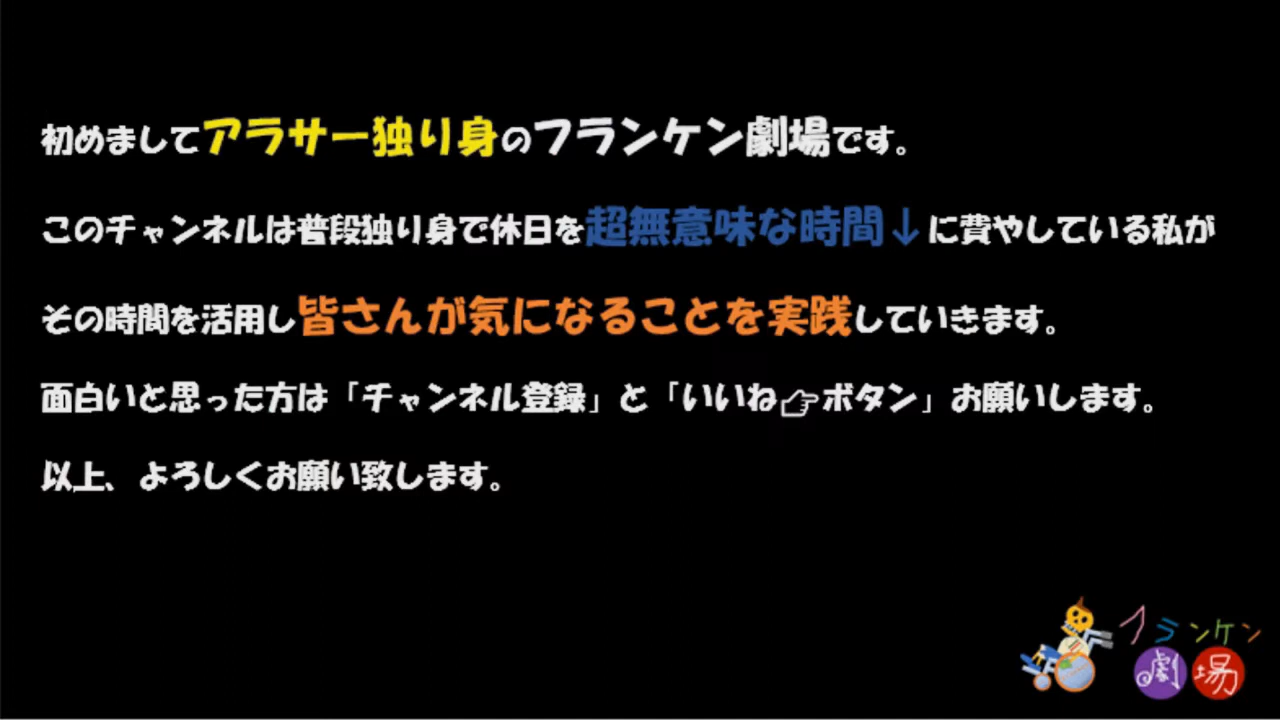 初めましてアラサー独り身のフランケン劇場です。
このチャンネルは普段独り身で休日を超無意味な時間↓に費やしている私が
その時間を活用し皆さんが気になることを実践していきます。
面白いと思った方は「チャンネル登録」と「いいね👉ボタン」お願いします。
以上、よろしくお願い致します。
フランケン
劇場